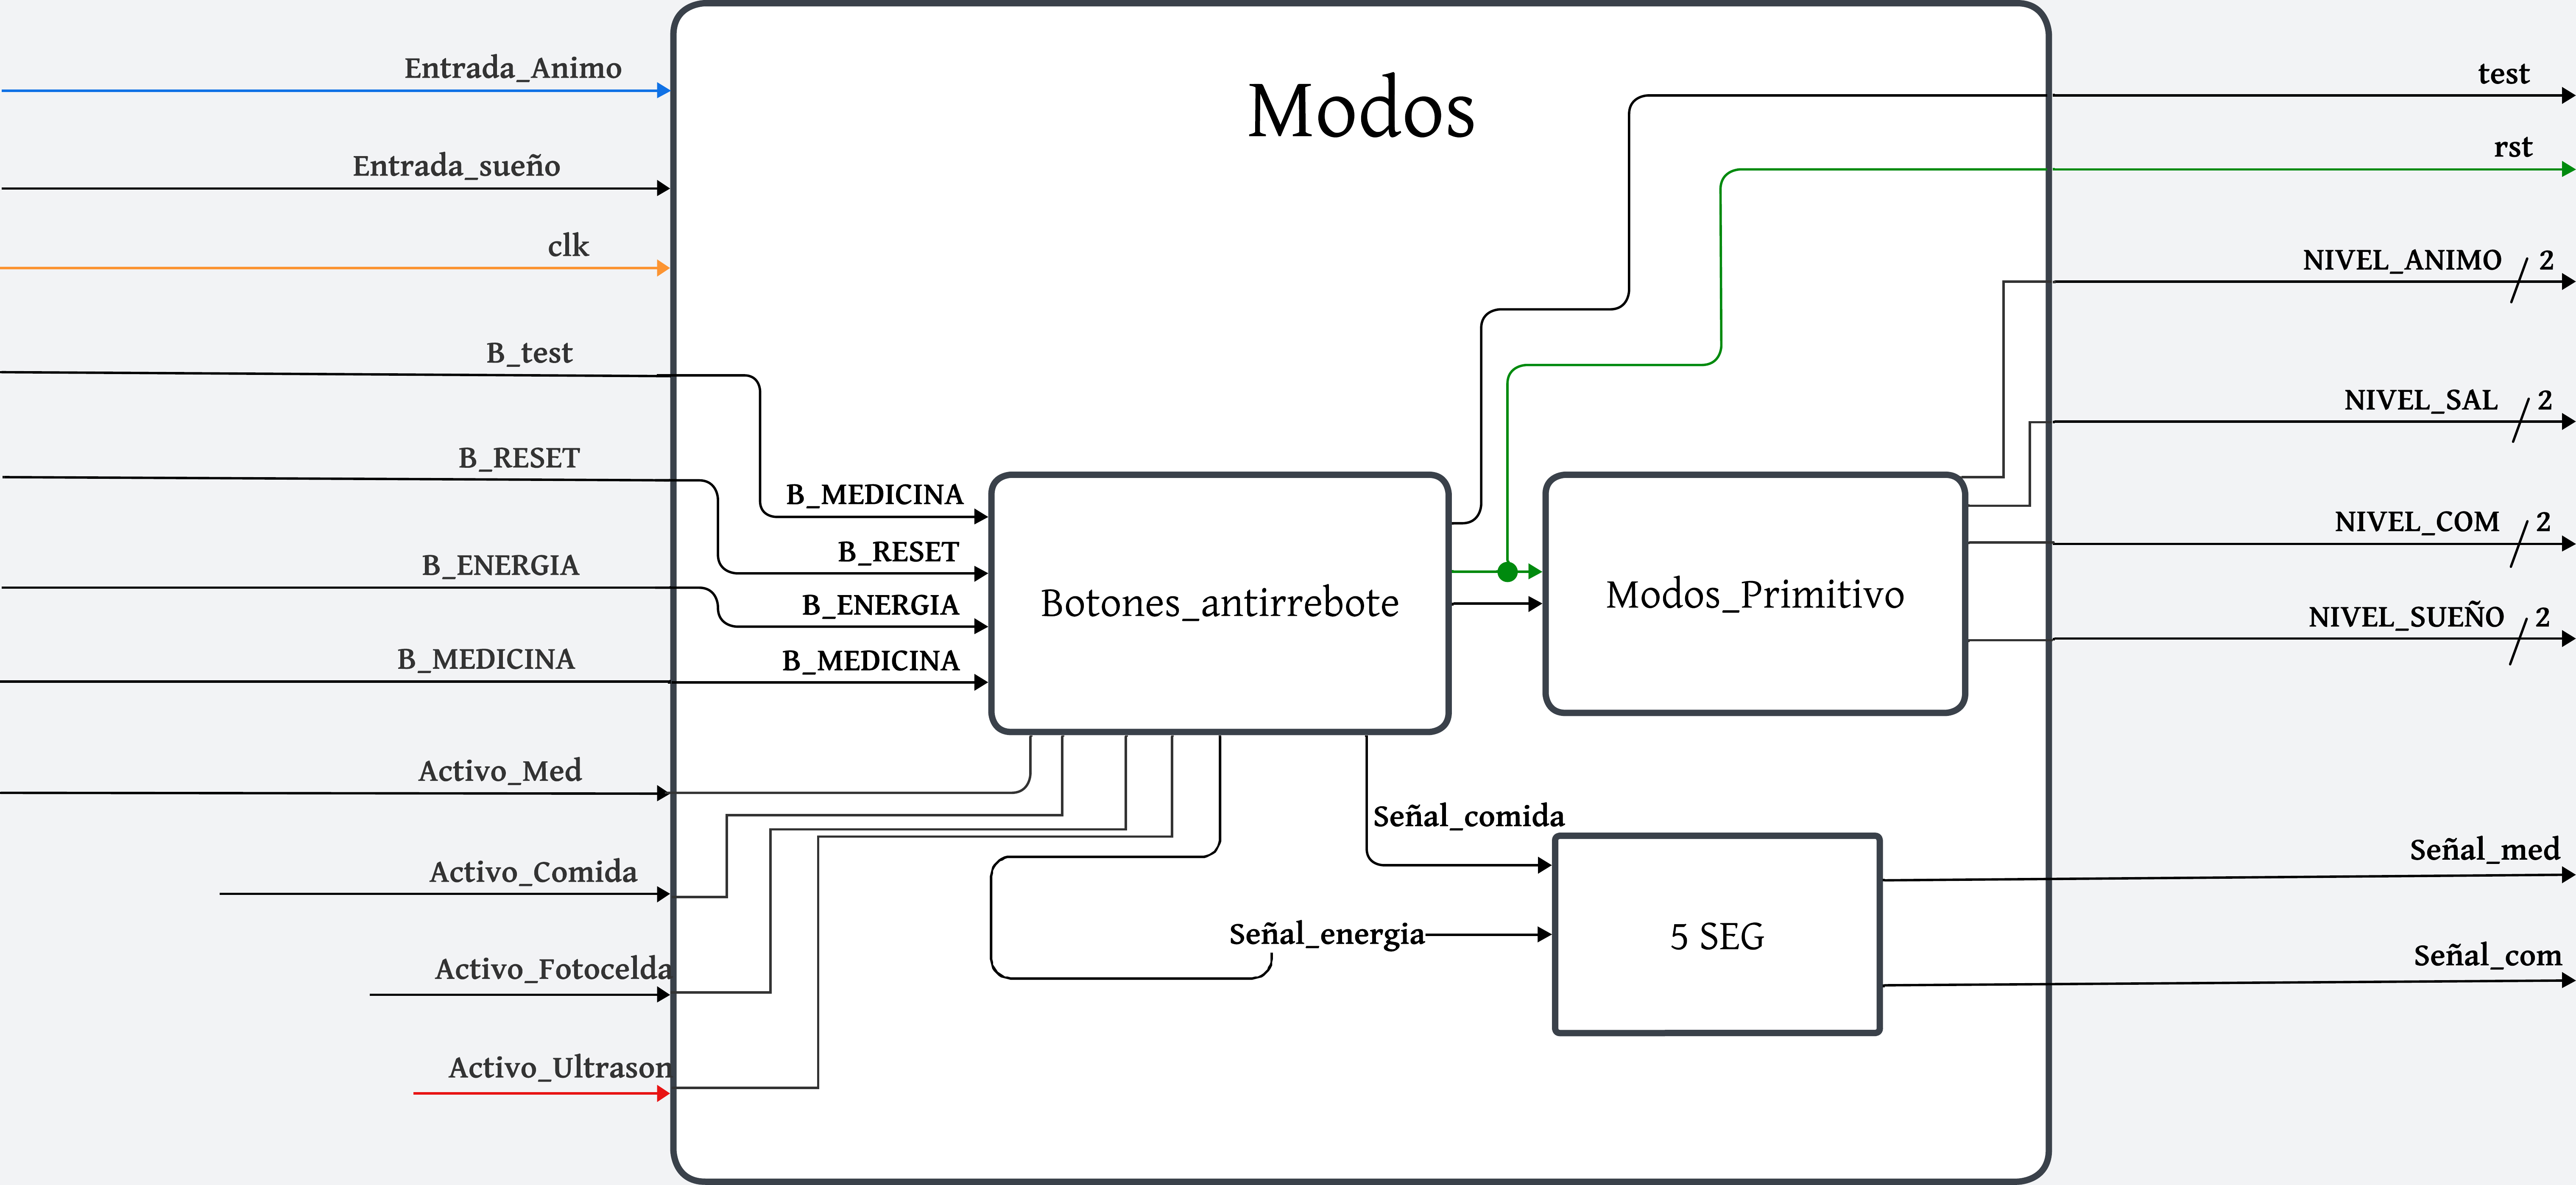 Modos
Entrada_Animo
Entrada_sueño
clk
B_test
B_RESET
B_ENERGIA
B_MEDICINA
Activo_Med
Activo_Comida
Activo_Fotocelda
Activo_Ultrason
B_MEDICINA
B_RESET
B_ENERGIA
B_MEDICINA
Botones_antirrebote
Modos_Primitivo
Señal_comida
Señal_energia
5 SEG
test
rst
NIVEL_ANIMO 2
NIVEL_SAL 2
NIVEL_COM 2
NIVEL_SUEÑO 2
Señal_med
Señal_com